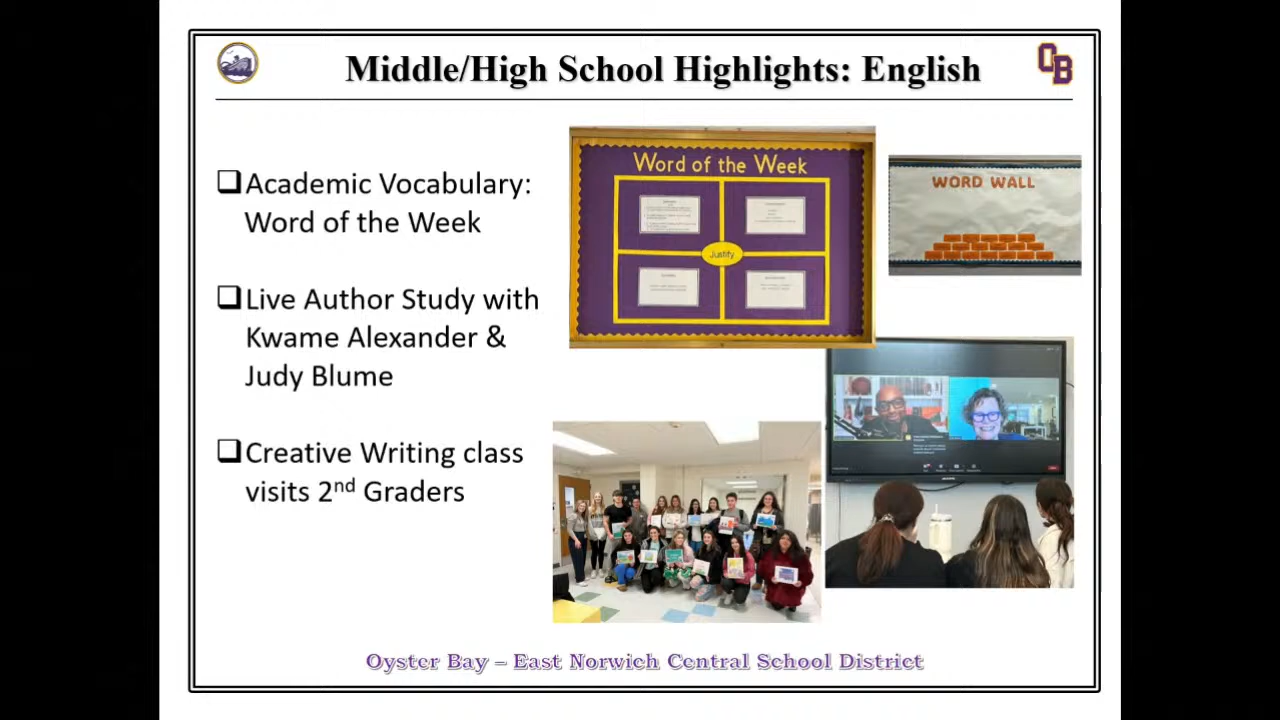 Middle/High School Highlights: English
OB
Academic Vocabulary:
Word of the Week
Live Author Study with
Kwame Alexander &
Judy Blume
Creative Writing class
visits 2nd Graders
Word of the Week
Justify
WORD WALL
Oyster Bay – East Norwich Central School District